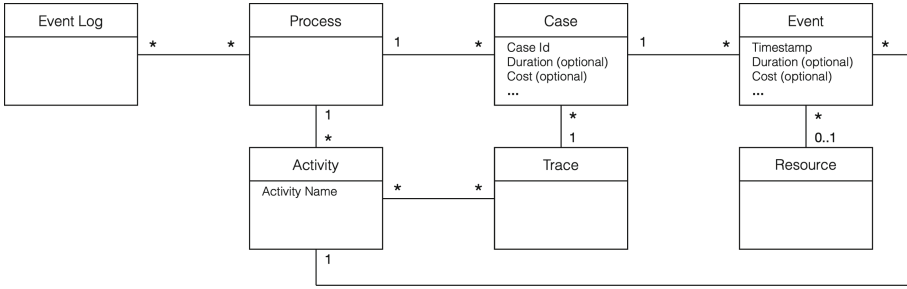 Event Log
Process
Case
Event
* * 1 * 1 * *
Case Id
Duration (optional)
Cost (optional)
...
Timestamp
Duration (optional)
Cost (optional)
...
1
*
*
1
*
0..1
Activity
Trace
Resource
Activity Name
* *
1